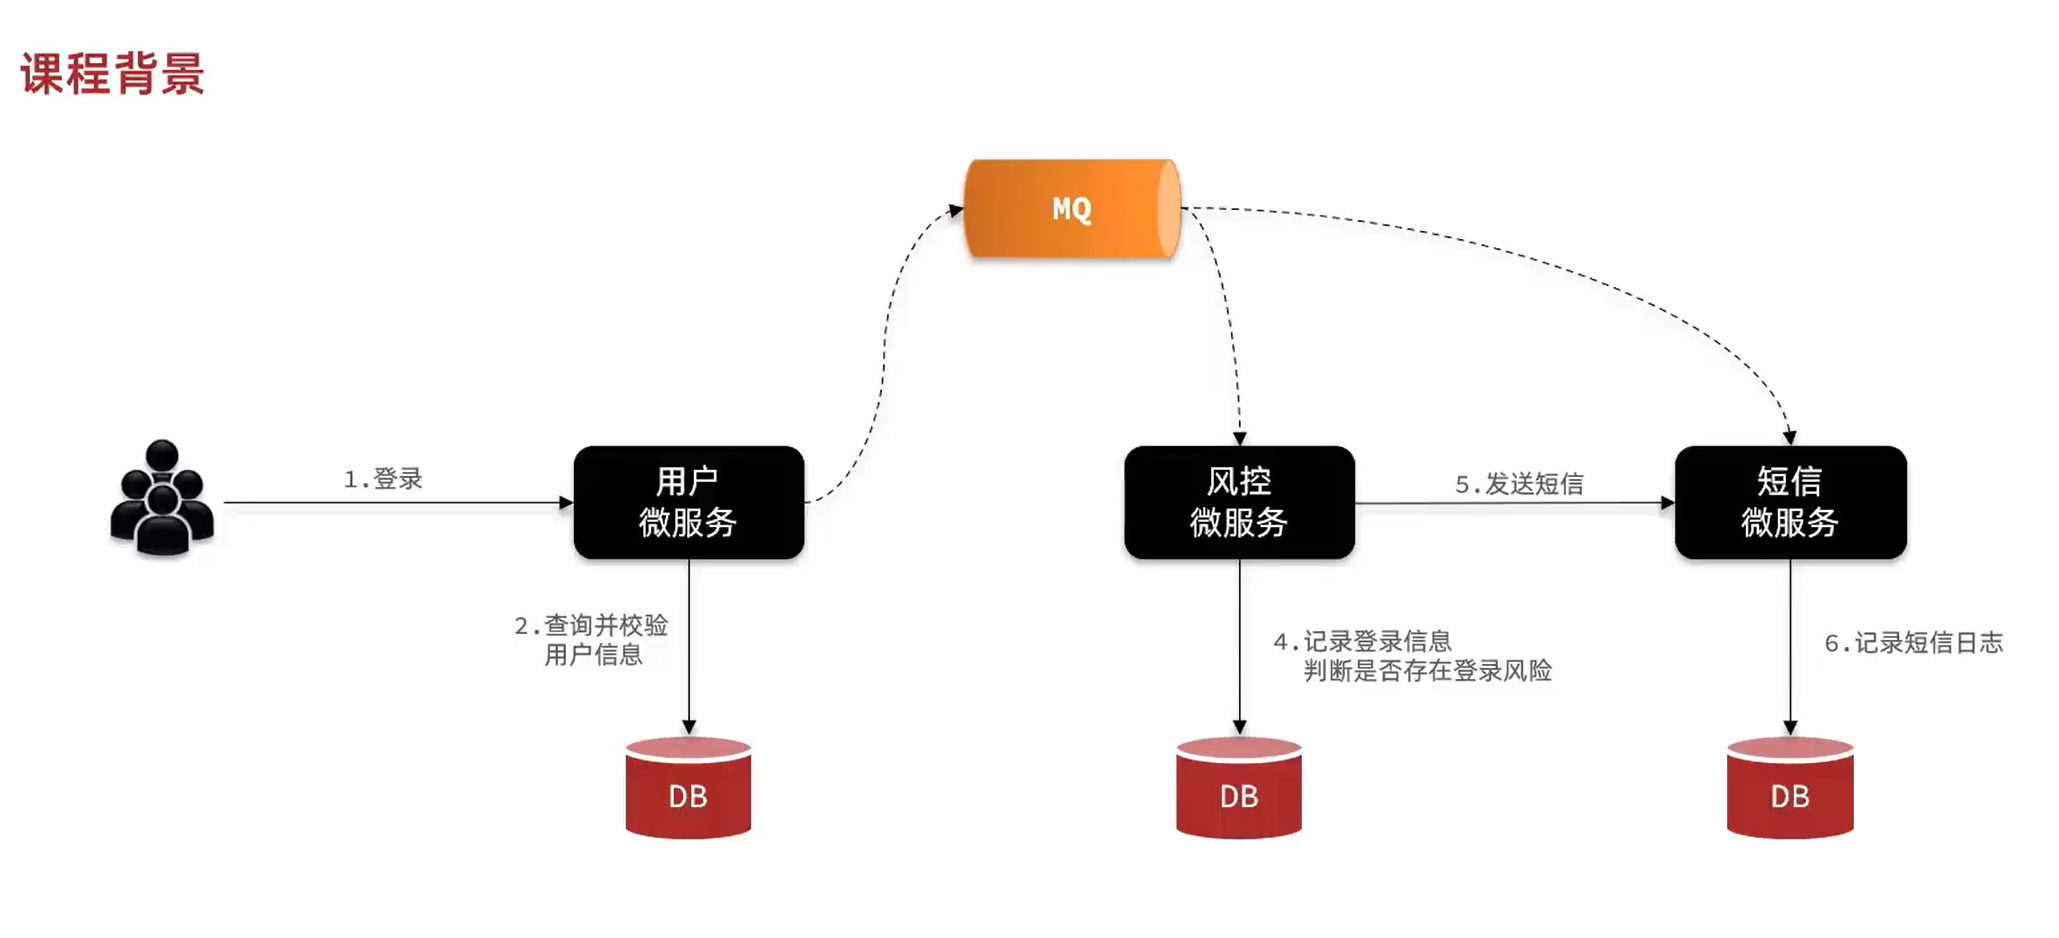 课程背景
MQ
1.登录
用户
微服务
风控
微服务
5.发送短信
短信
微服务
2.查询并校验
用户信息
4.记录登录信息
判断是否存在登录风险
6.记录短信日志
DB
DB
DB